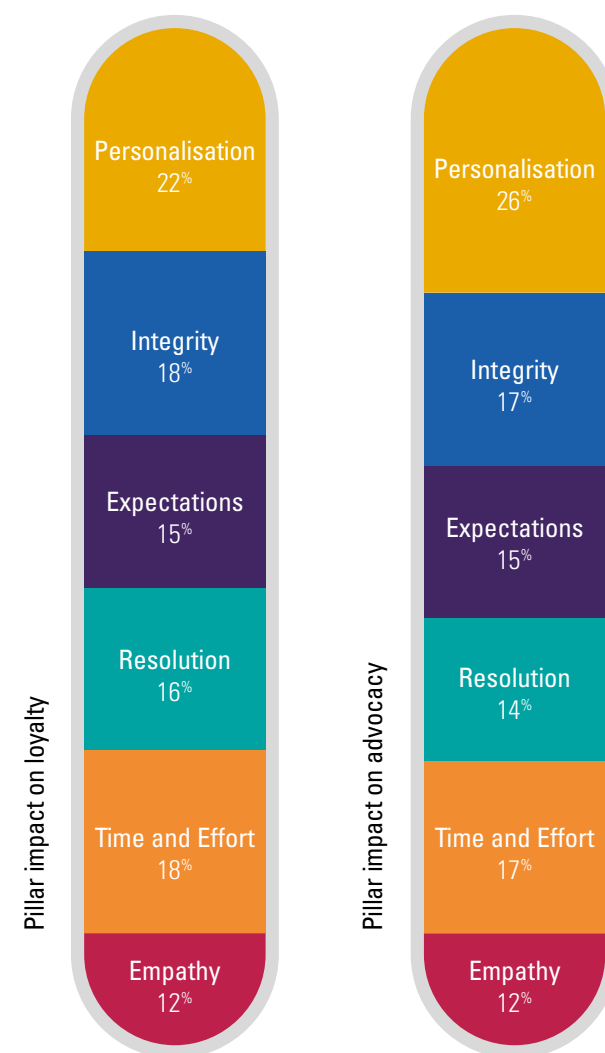 Pillar impact on loyalty
Personalisation
22%
Integrity
18%
Expectations
15%
Resolution
16%
Time and Effort
18%
Empathy
12%
Pillar impact on advocacy
Personalisation
26%
Integrity
17%
Expectations
15%
Resolution
14%
Time and Effort
17%
Empathy
12%